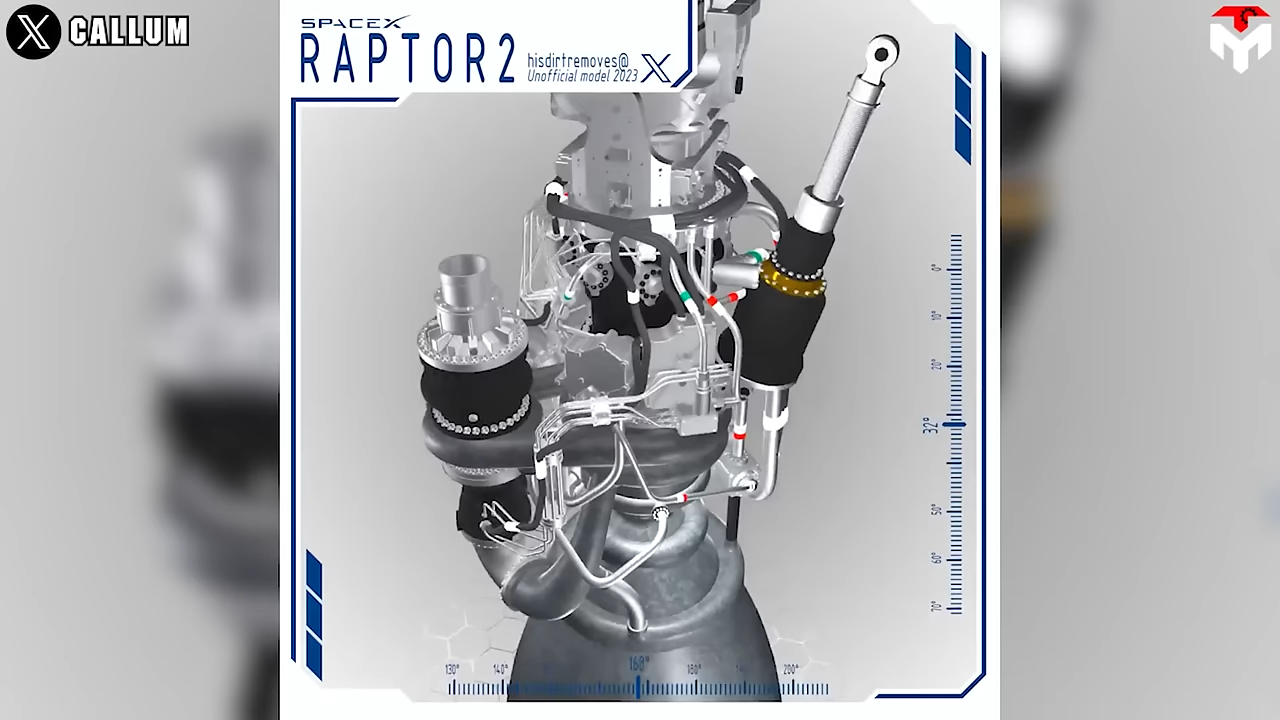 X CALLUM
SPACEX
RAPTOR2
hisdirtremoves@ X
Unofficial model 2023
0°
10°
20°
32°
50°
60°
70°
130°
140°
160°
180°
200°